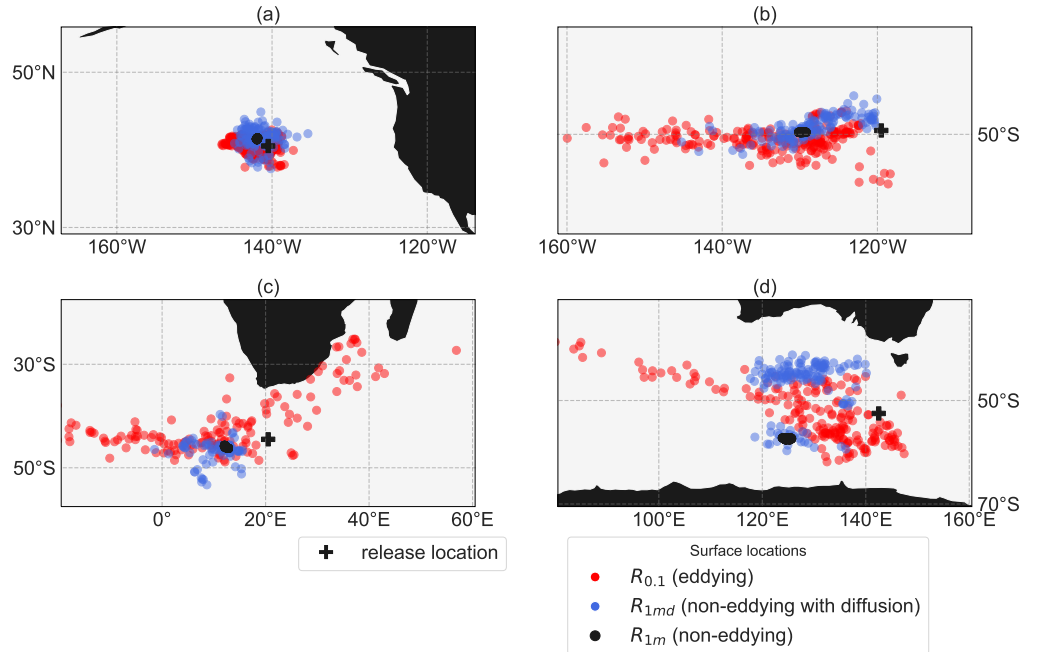 (a)
(b)
50°N
30°N
50°S
160°W
140°W
120°W
160°W
140°W
120°W
(c)
(d)
30°S
50°S
50°S
70°S
0°
20°E
40°E
60°E
100°E
120°E
140°E
160°E
release location
Surface locations
R0.1 (eddying)
R1md (non-eddying with diffusion)
R1m (non-eddying)